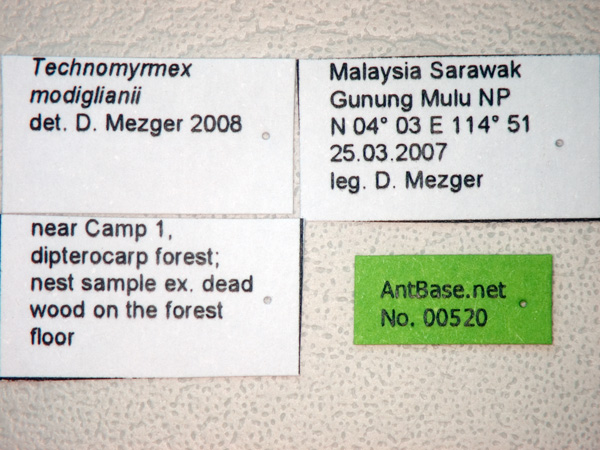 Technomyrmex
modiglianii
det. D. Mezger 2008
Malaysia Sarawak
Gunung Mulu NP
N 04° 03 E 114° 51
25.03.2007
leg. D. Mezger
near Camp 1,
dipterocarp forest;
nest sample ex. dead
wood on the forest
floor
AntBase.net
No. 00520